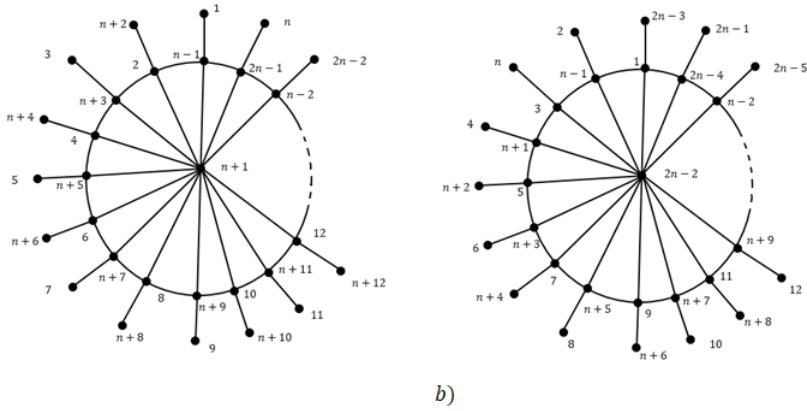 1
n + 2
n
n − 1
3
2
2n − 1
2n − 2
n − 2
n + 3
n + 4
4
n + 1
5
n + 5
n + 6
6
12
n + 7
n + 11
n + 12
7
8
n + 9
10
11
n + 8
n + 10
9
2n − 3
2
2n − 1
1
n
n − 1
2n − 4
2n − 5
n − 2
3
4
n + 1
2n − 2
n + 2
5
6
n + 3
n + 9
7
11
12
n + 4
n + 5
9
n + 7
n + 8
8
n + 6
10
b)